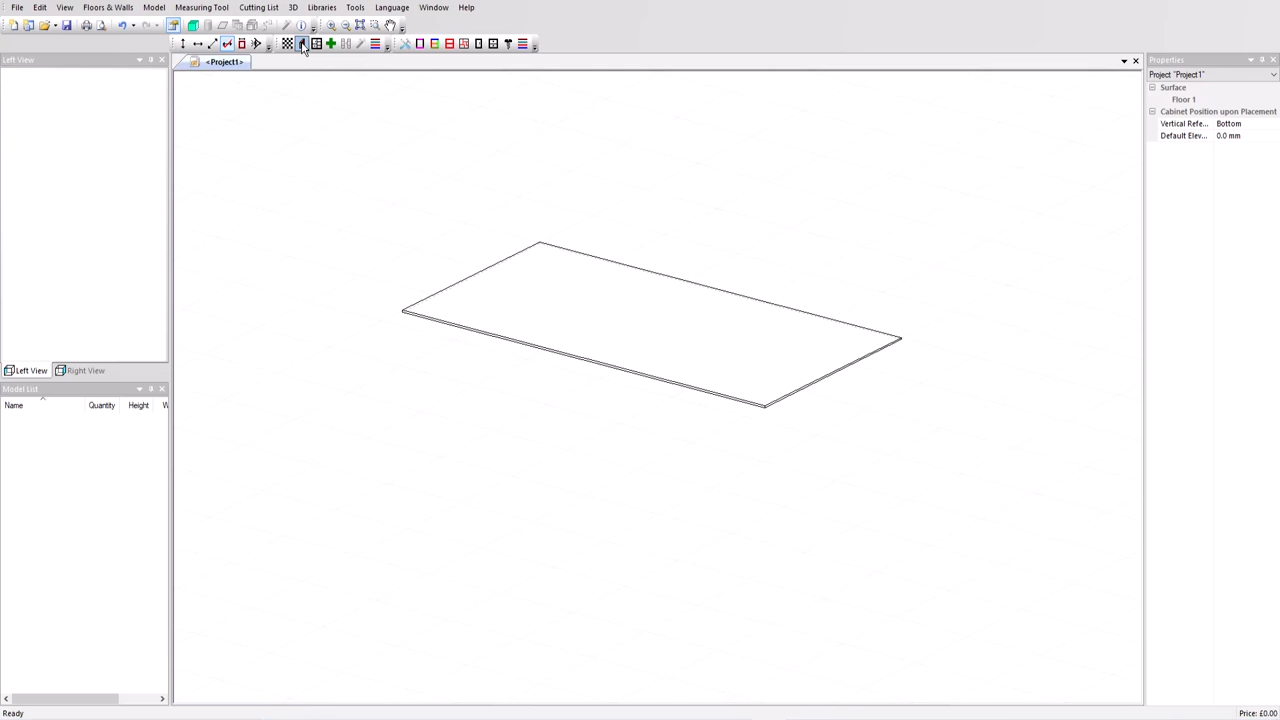 File Edit View Floors & Walls Model Measuring Tool Cutting List 3D Libraries Tools Language Window Help
Left View
<Project1>
Properties
Project "Project1"
Surface
Floor 1
Cabinet Position upon Placement
Vertical Refe... Bottom
Default Elev... 0.0 mm
Left View Right View
Model List
Name Quantity Height W
Ready Price: £0.00